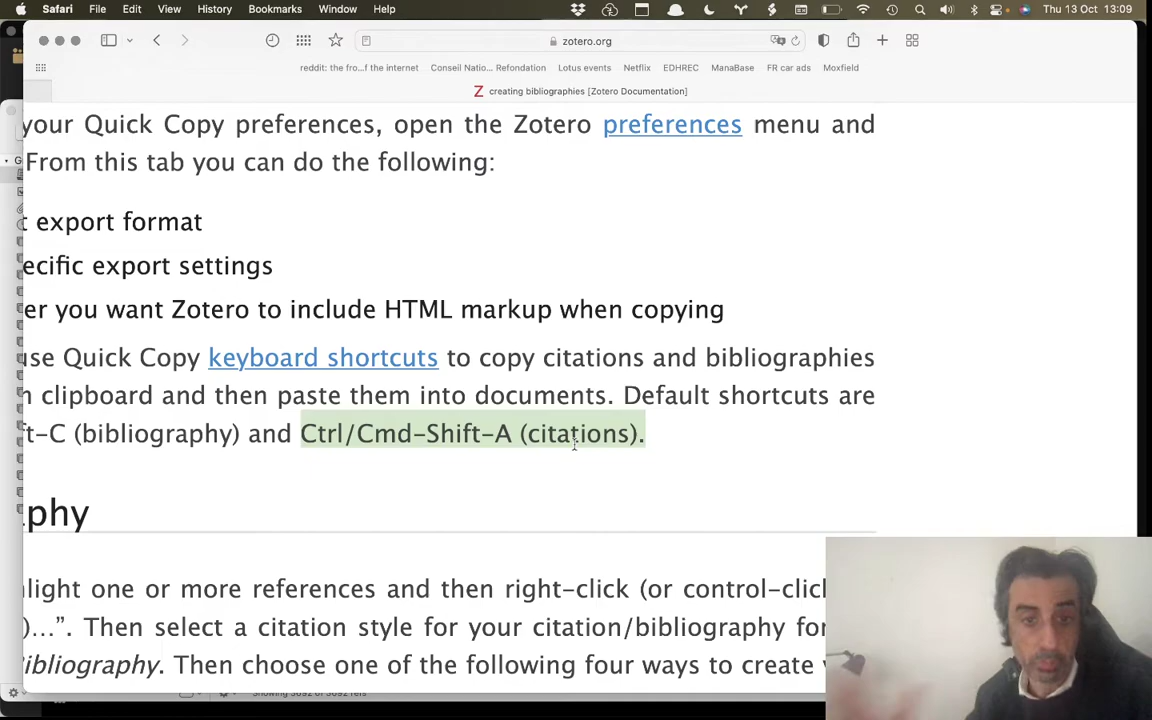 Safari File Edit View History Bookmarks Window Help Thu 13 Oct 13:09
zotero.org
reddit: the fro...f the internet Conseil Natio... Refondation Lotus events Netflix EDHREC ManaBase FR car ads Moxfield
Z creating bibliographies [Zotero Documentation]
your Quick Copy preferences, open the Zotero preferences menu and
From this tab you can do the following:
export format
ecific export settings
er you want Zotero to include HTML markup when copying
use Quick Copy keyboard shortcuts to copy citations and bibliographies
clipboard and then paste them into documents. Default shortcuts are
t-C (bibliography) and Ctrl/Cmd-Shift-A (citations).
phy
hlight one or more references and then right-click (or control-click
)…”. Then select a citation style for your citation/bibliography for
ibliography. Then choose one of the following four ways to create
Showing 3092 of 3092 refs